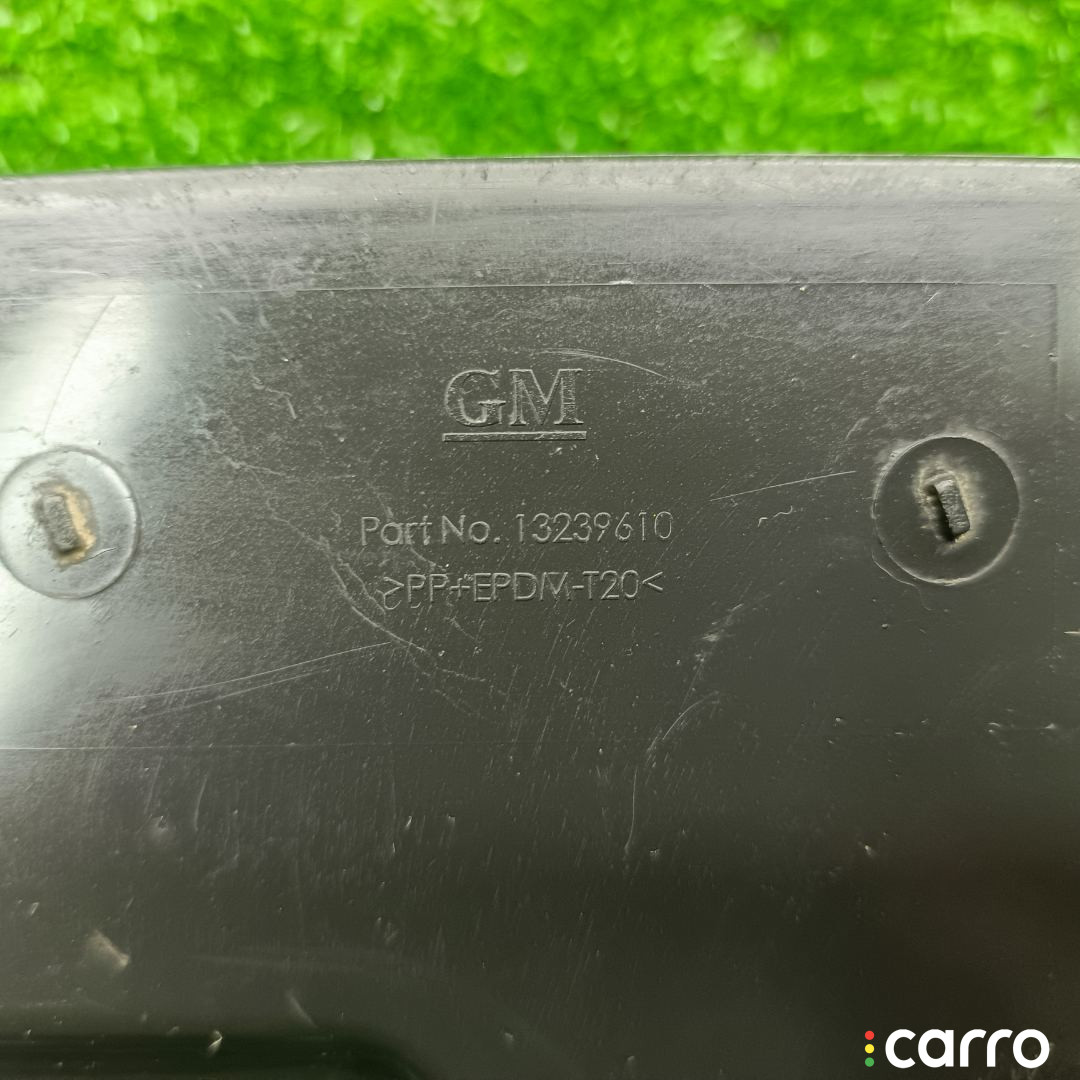 GM
Part No. 13239610
>PP+EPDM-T20<
carro